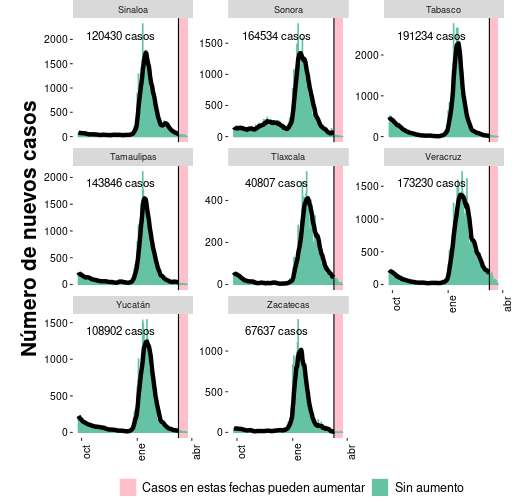 Sinaloa
Sonora
Tabasco
120430 casos
164534 casos
191234 casos
2000
1500
1000
500
0
1500
1000
500
0
2000
1000
0
Tamaulipas
Tlaxcala
Veracruz
143846 casos
40807 casos
173230 casos
2000
1500
1000
500
0
400
200
0
1500
1000
500
0
Yucatán
Zacatecas
108902 casos
67637 casos
1500
1000
500
0
1000
500
0
oct
ene
abr
oct
ene
abr
oct
ene
abr
Número de nuevos casos
Casos en estas fechas pueden aumentar
Sin aumento